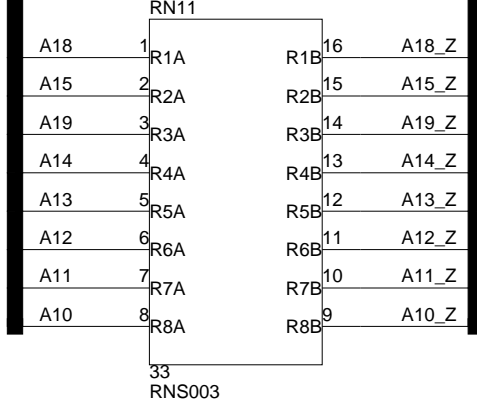 RN11
A18 1 R1A R1B 16 A18_Z
A15 2 R2A R2B 15 A15_Z
A19 3 R3A R3B 14 A19_Z
A14 4 R4A R4B 13 A14_Z
A13 5 R5A R5B 12 A13_Z
A12 6 R6A R6B 11 A12_Z
A11 7 R7A R7B 10 A11_Z
A10 8 R8A R8B 9 A10_Z
33
RNS003